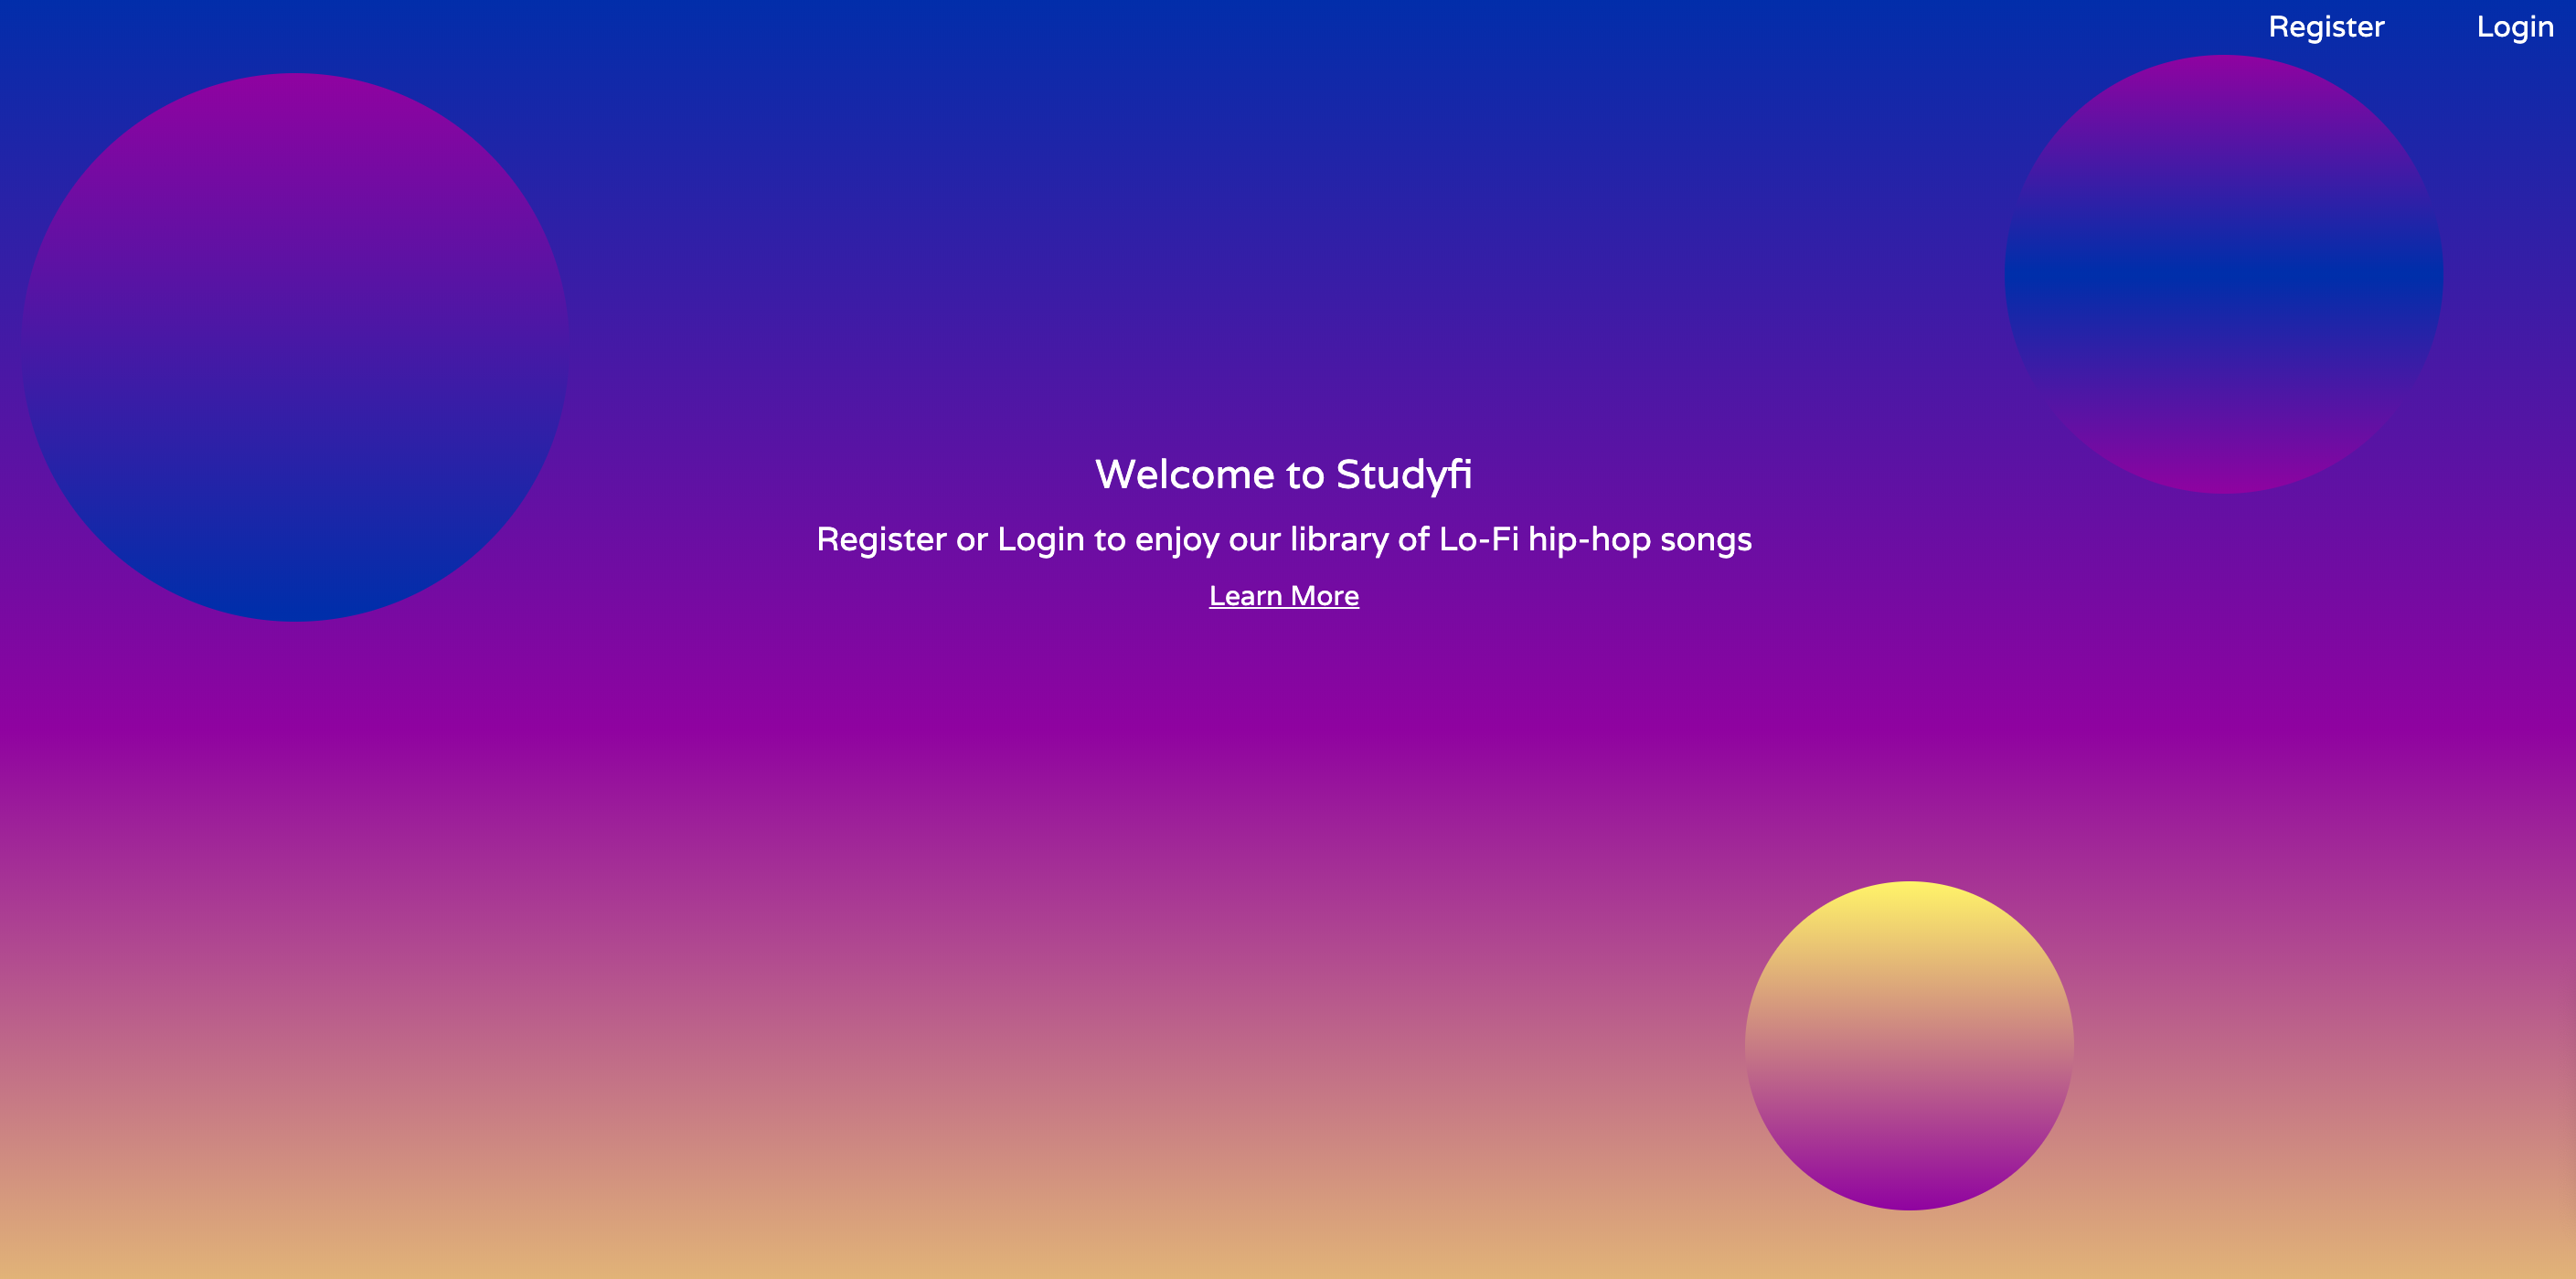 Register Login
Welcome to Studyfi
Register or Login to enjoy our library of Lo-Fi hip-hop songs
Learn More